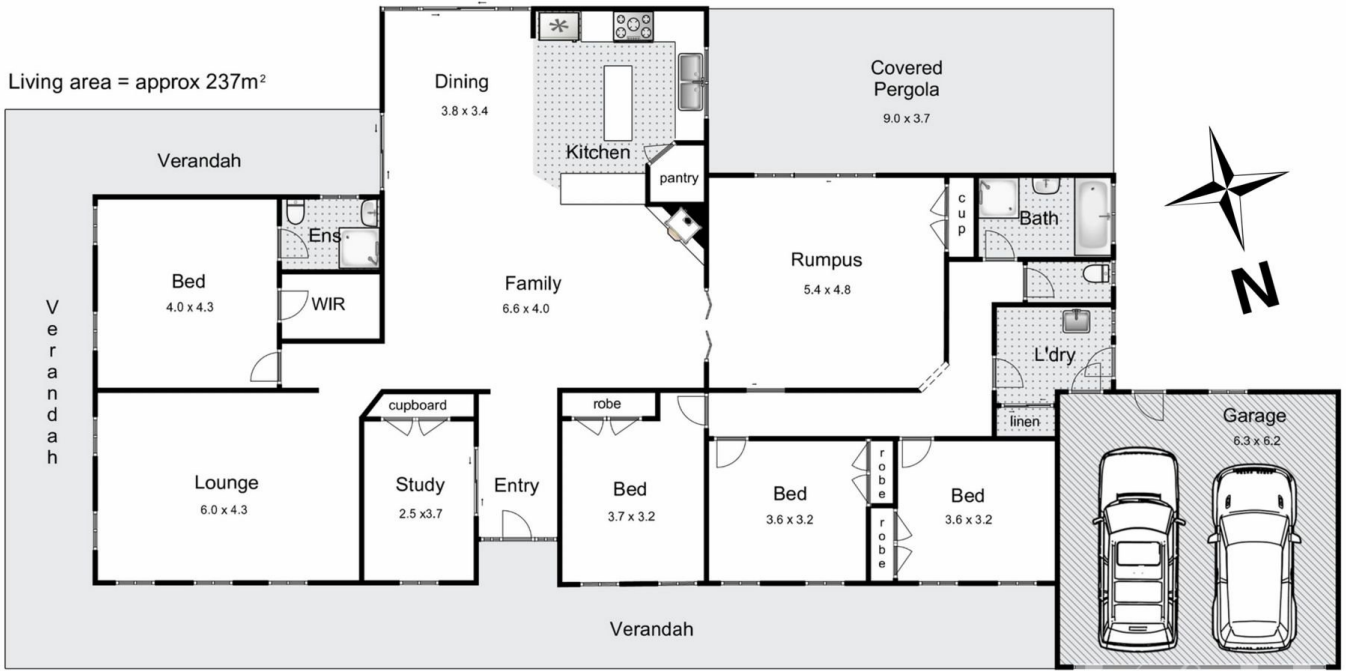 Living area = approx 237m²
Dining
3.8 x 3.4
Covered
Pergola
9.0 x 3.7
Verandah
Kitchen
pantry
Ens
cup
Bath
Bed
4.0 x 4.3
WIR
Family
6.6 x 4.0
Rumpus
5.4 x 4.8
N
Verandah
L'dry
linen
cupboard
robe
Garage
6.3 x 6.2
Lounge
6.0 x 4.3
Study
2.5 x3.7
Entry
Bed
3.7 x 3.2
Bed
3.6 x 3.2
robe
robe
Bed
3.6 x 3.2
Verandah